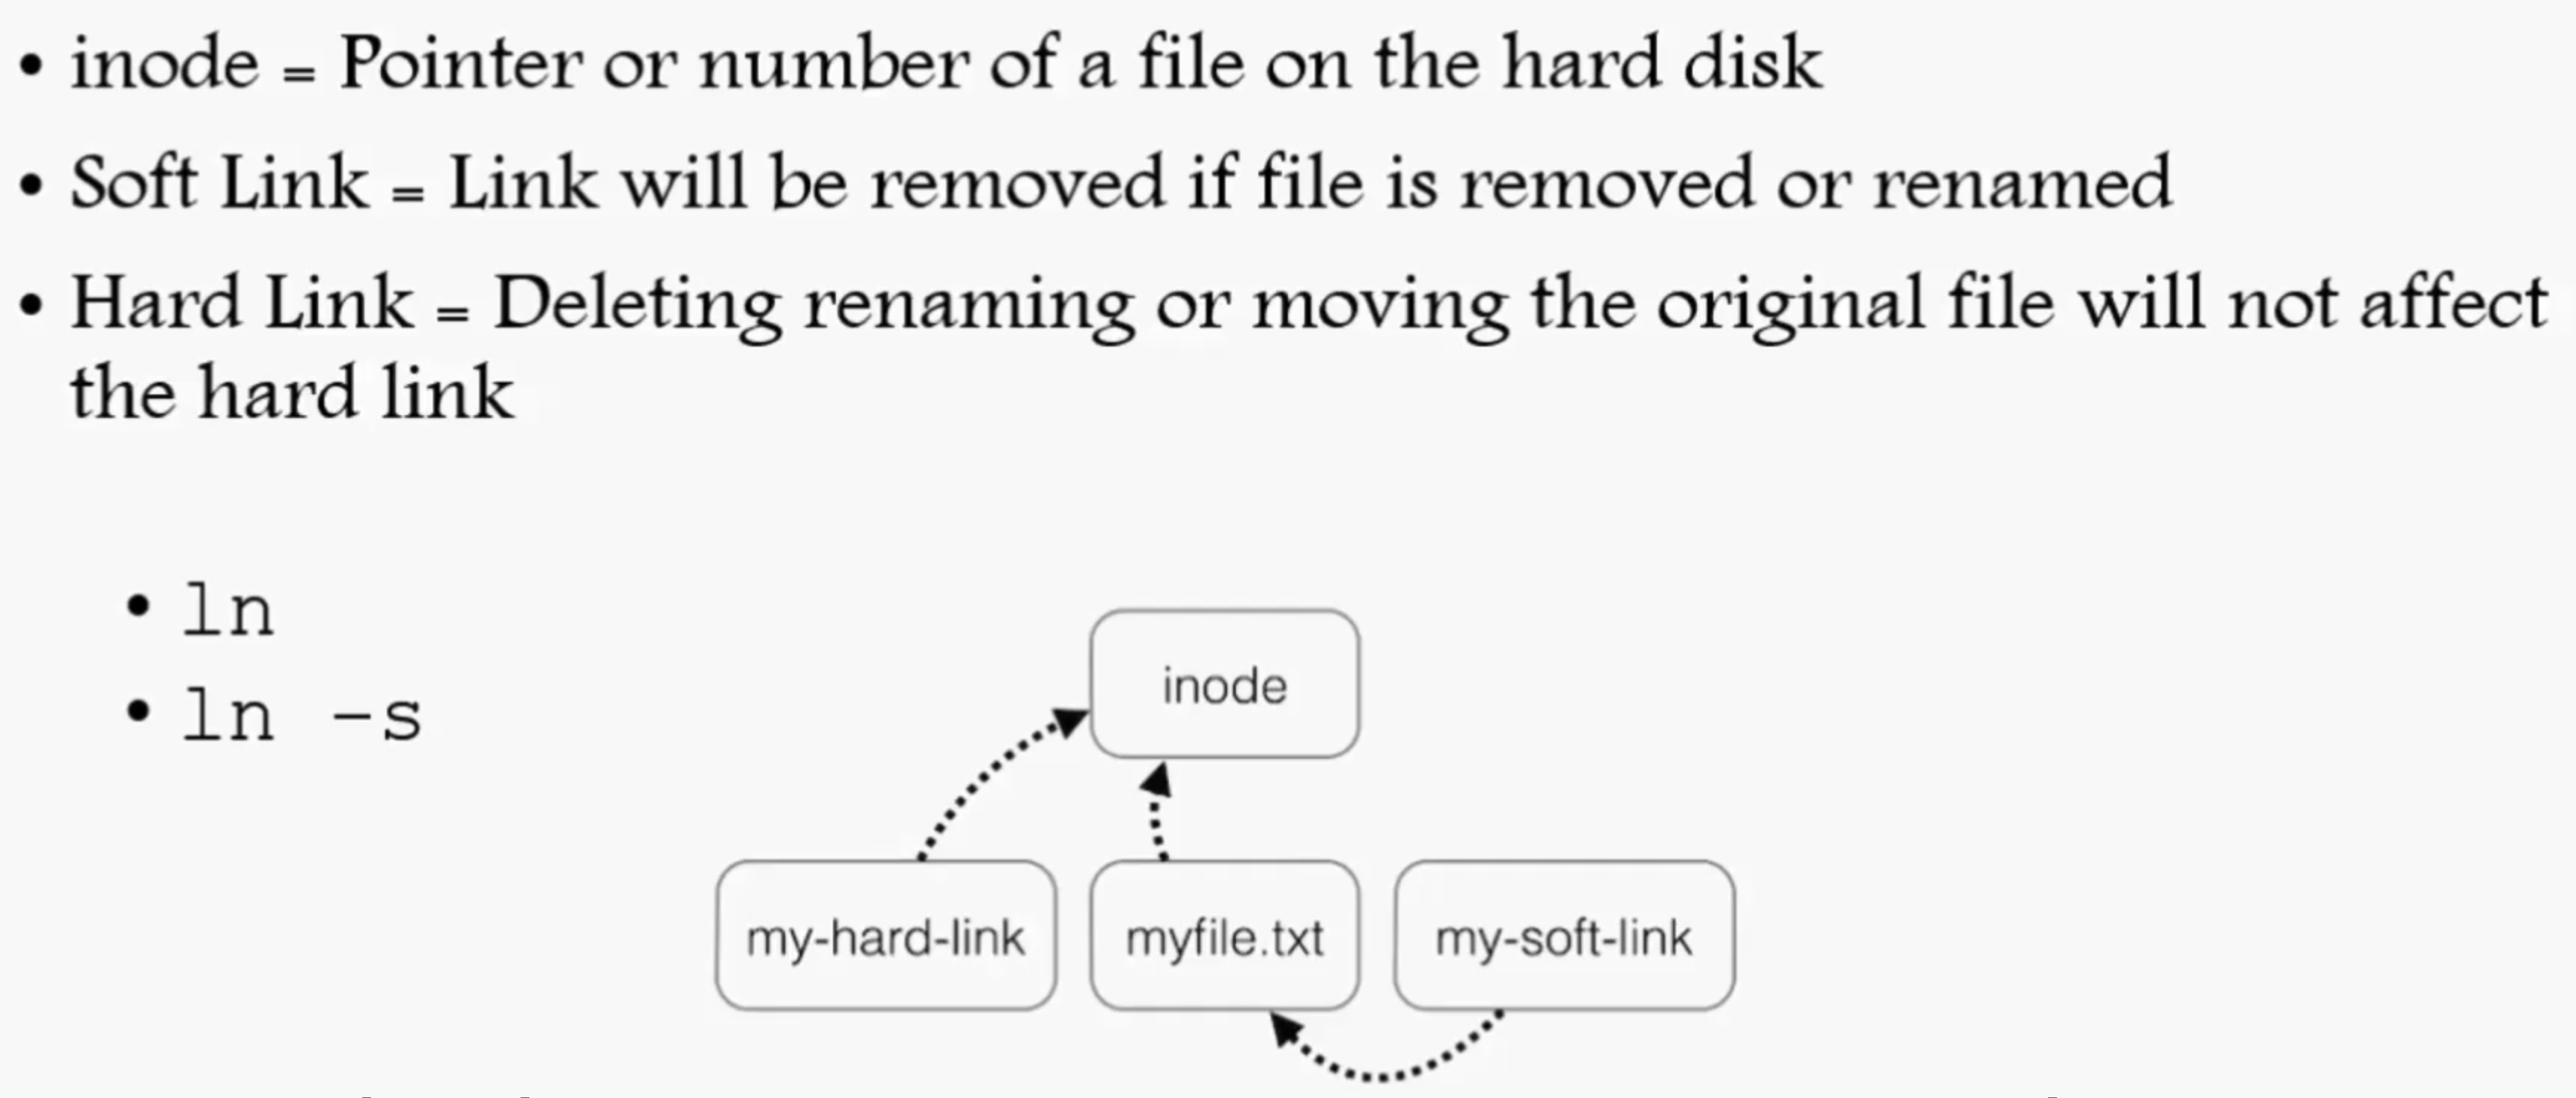 • inode = Pointer or number of a file on the hard disk
• Soft Link = Link will be removed if file is removed or renamed
• Hard Link = Deleting renaming or moving the original file will not affect
the hard link
• ln
• ln -s
inode
my-hard-link
myfile.txt
my-soft-link